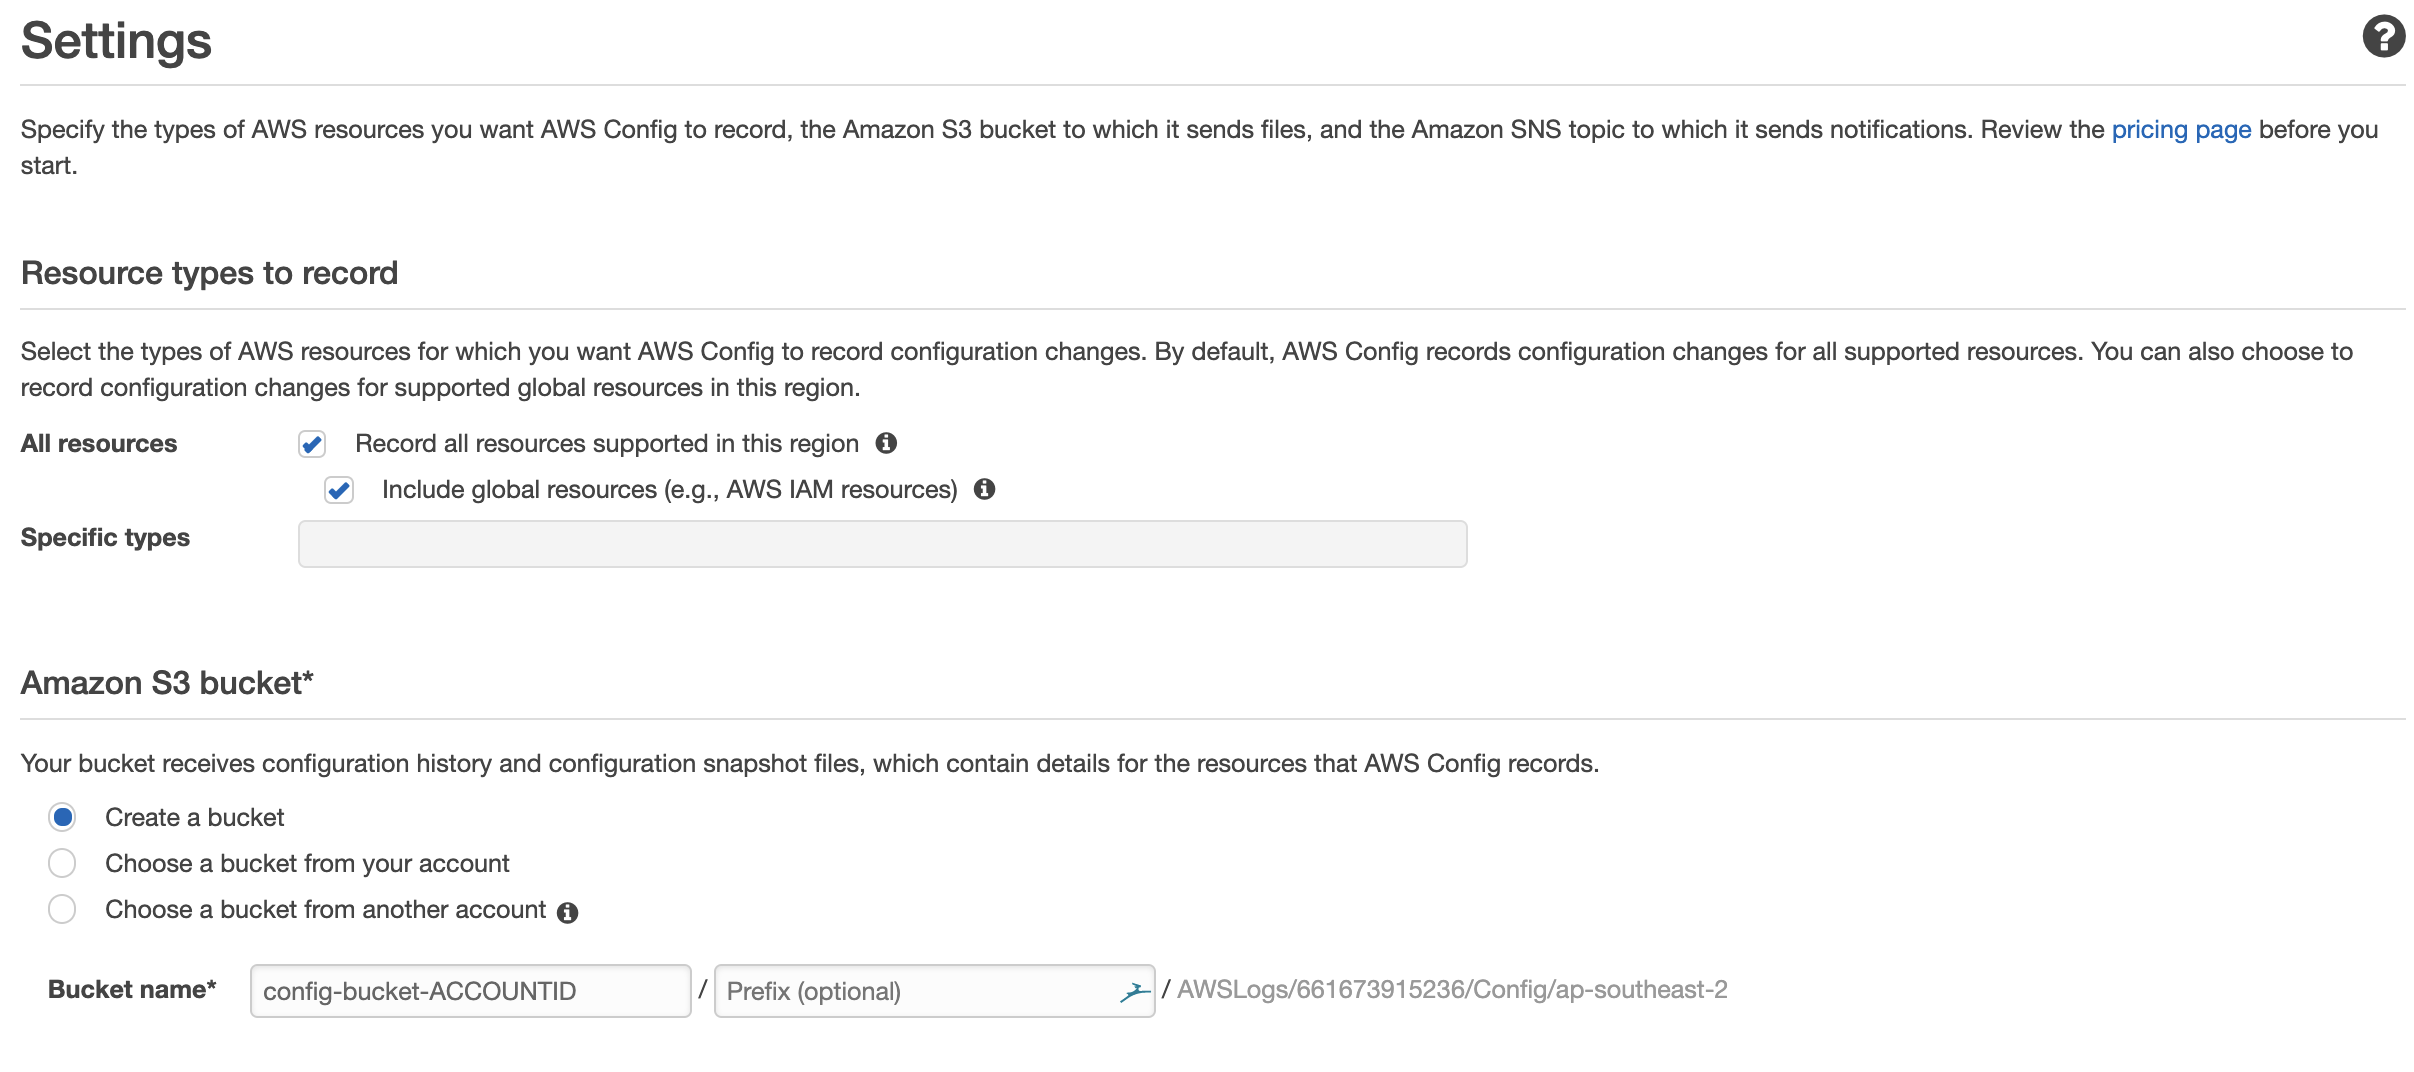 Settings
Specify the types of AWS resources you want AWS Config to record, the Amazon S3 bucket to which it sends files, and the Amazon SNS topic to which it sends notifications. Review the pricing page before you
start.
Resource types to record
Select the types of AWS resources for which you want AWS Config to record configuration changes. By default, AWS Config records configuration changes for all supported resources. You can also choose to
record configuration changes for supported global resources in this region.
All resources Record all resources supported in this region
Include global resources (e.g., AWS IAM resources)
Specific types
Amazon S3 bucket*
Your bucket receives configuration history and configuration snapshot files, which contain details for the resources that AWS Config records.
Create a bucket
Choose a bucket from your account
Choose a bucket from another account
Bucket name* config-bucket-ACCOUNTID / Prefix (optional) / AWSLogs/661673915236/Config/ap-southeast-2